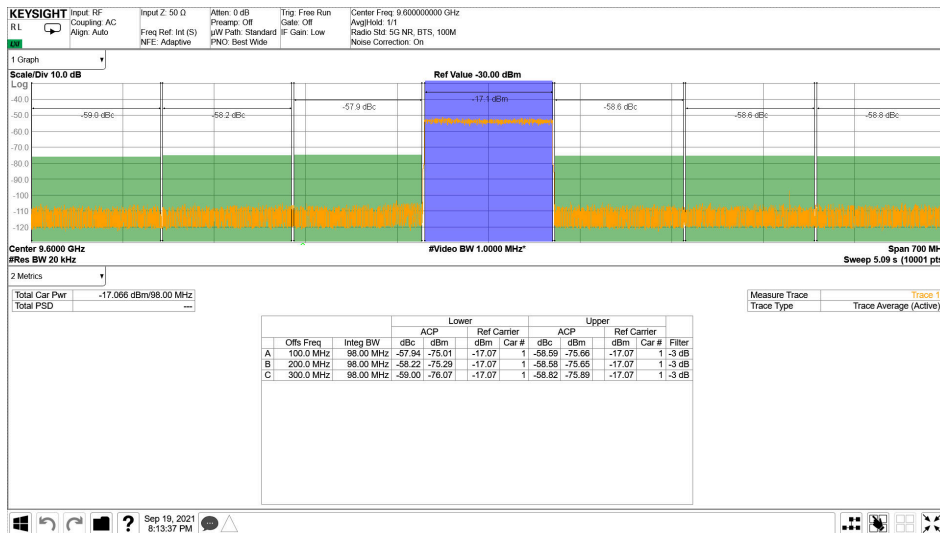 KEYSIGHT Input: RF Input Z: 50 Ω Atten: 0 dB Trig: Free Run Center Freq: 9.600000000 GHz
RL Coupling: AC Preamp: Off Gate: Off Avg|Hold: 1/1
Align: Auto Freq Ref: Int (S) µW Path: Standard IF Gain: Low Radio Std: 5G NR, BTS, 100M
NFE: Adaptive PNO: Best Wide Noise Correction: On
1 Graph
Scale/Div 10.0 dB Ref Value -30.00 dBm
Log
-40.0 -17.1 dBm
-57.9 dBc -58.6 dBc
-50.0 -59.0 dBc -58.2 dBc -58.6 dBc -58.8 dBc
-60.0
-70.0
-80.0
-90.0
-100
-110
-120
Center 9.6000 GHz #Video BW 1.0000 MHz* Span 700 MH
#Res BW 20 kHz Sweep 5.09 s (10001 pts
2 Metrics
Total Car Pwr -17.066 dBm/98.00 MHz Measure Trace Trace 1
Total PSD --- Trace Type Trace Average (Active)
Lower Upper
ACP Ref Carrier ACP Ref Carrier
Offs Freq Integ BW dBc dBm dBm Car # dBc dBm dBm Car # Filter
A 100.0 MHz 98.00 MHz -57.94 -75.01 -17.07 1 -58.59 -75.66 -17.07 1 -3 dB
B 200.0 MHz 98.00 MHz -58.22 -75.29 -17.07 1 -58.58 -75.65 -17.07 1 -3 dB
C 300.0 MHz 98.00 MHz -59.00 -76.07 -17.07 1 -58.82 -75.89 -17.07 1 -3 dB
? Sep 19, 2021
8:13:37 PM